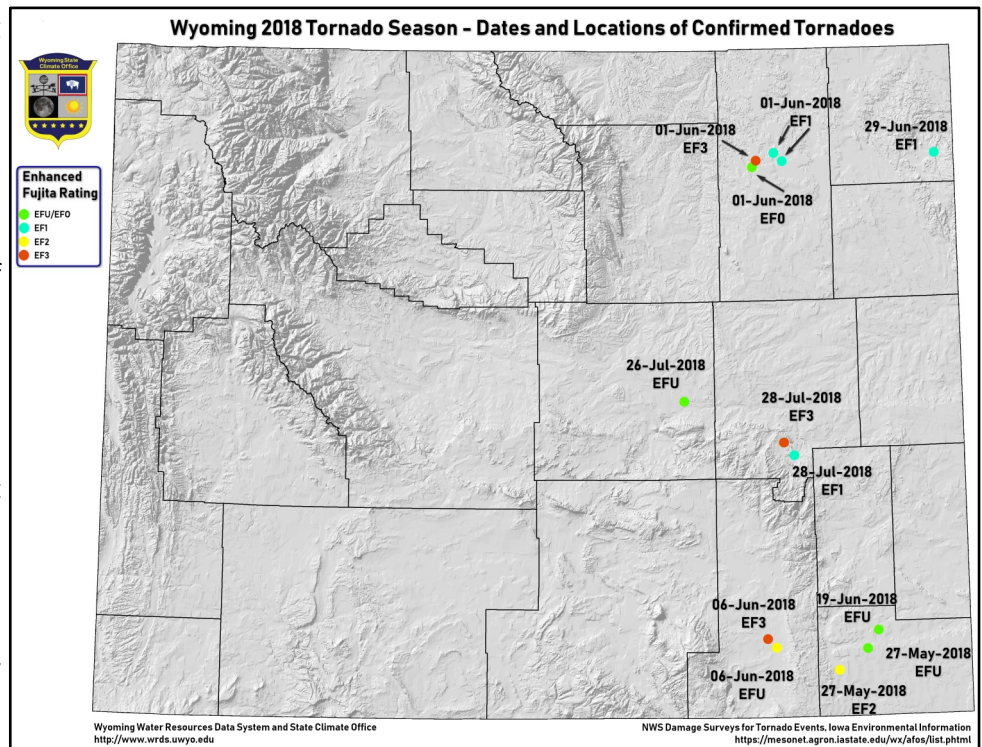 Wyoming 2018 Tornado Season - Dates and Locations of Confirmed Tornadoes
Wyoming State
Climate Office
Enhanced
Fujita Rating
EFU/EF0
EF1
EF2
EF3
01-Jun-2018
EF1
01-Jun-2018
EF3
29-Jun-2018
EF1
01-Jun-2018
EF0
26-Jul-2018
EFU
28-Jul-2018
EF3
28-Jul-2018
EF1
06-Jun-2018
EF3
19-Jun-2018
EFU
27-May-2018
EFU
06-Jun-2018
EFU
27-May-2018
EF2
Wyoming Water Resources Data System and State Climate Office
http://www.wrds.uwyo.edu
NWS Damage Surveys for Tornado Events, Iowa Environmental Information
https://mesonet.agron.iastate.edu/wx/afos/list.phtml